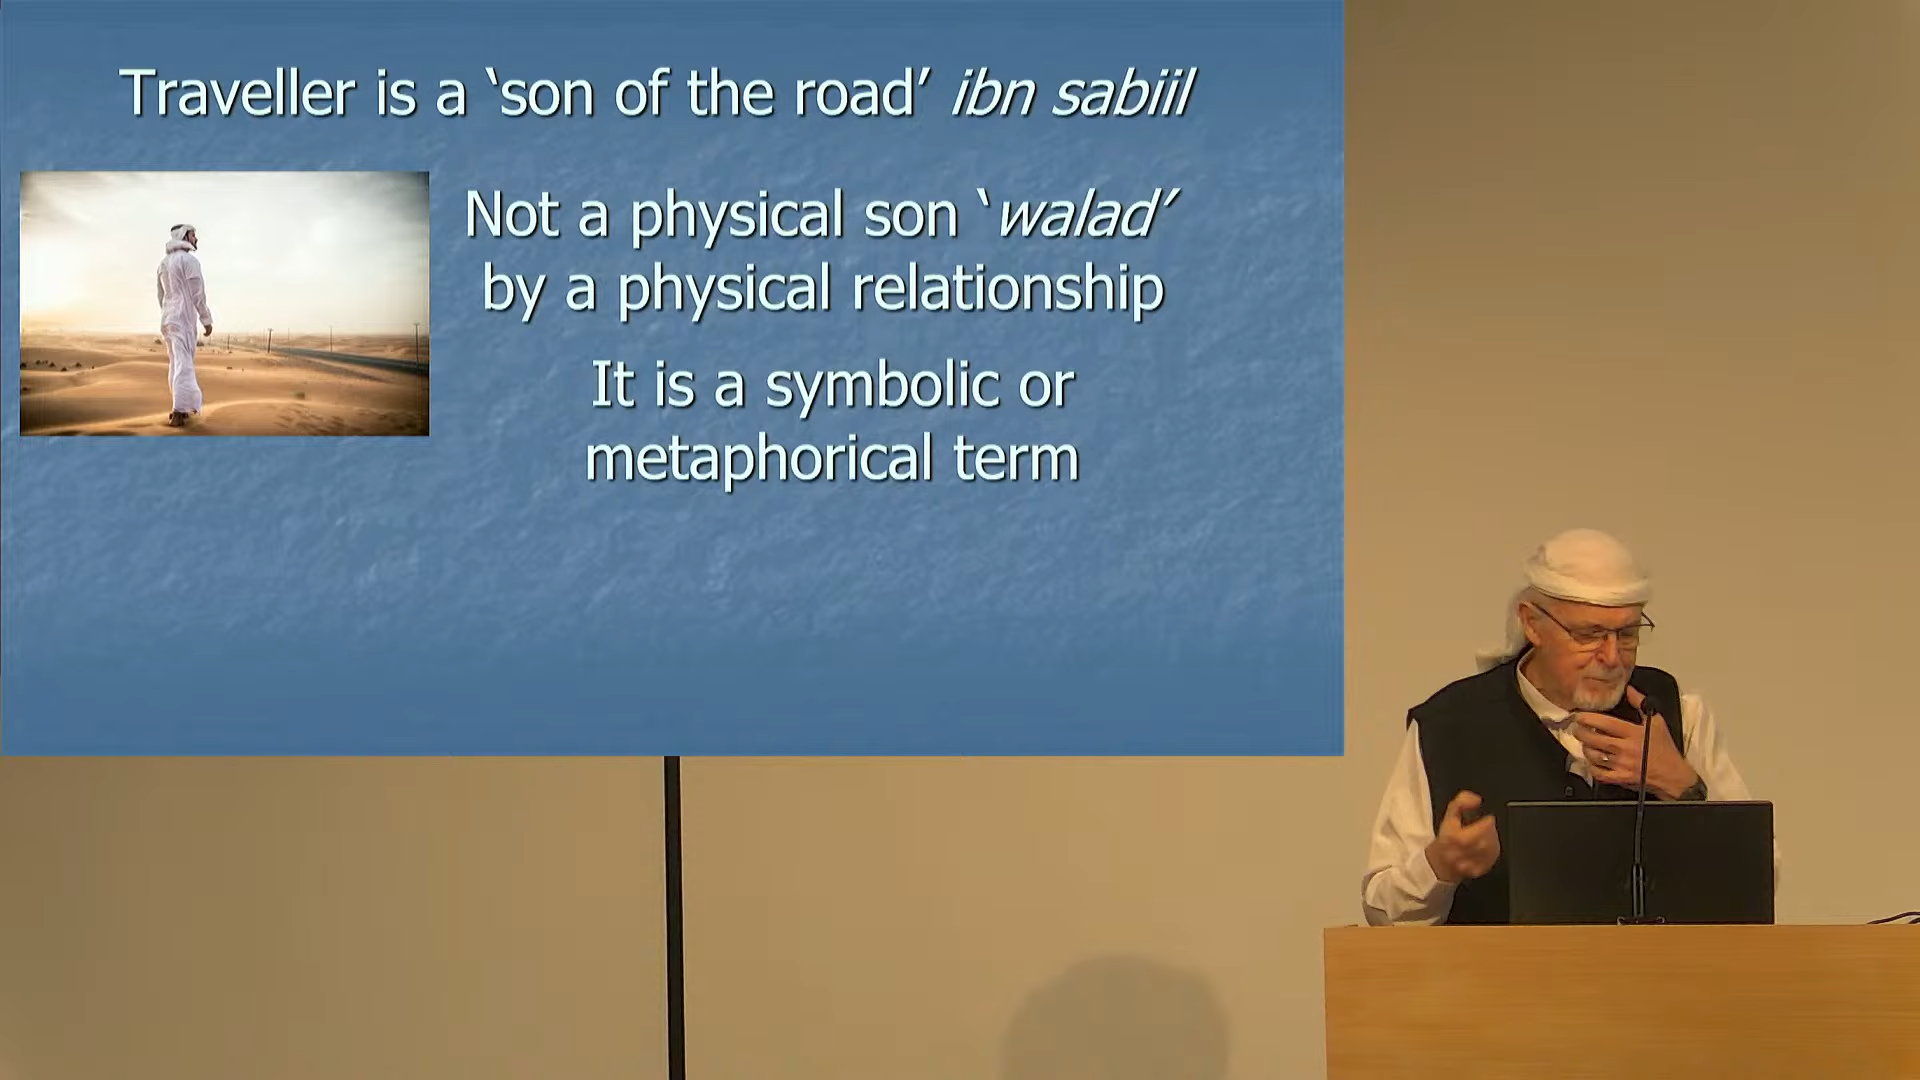 Traveller is a ‘son of the road’ ibn sabiil
Not a physical son ‘walad’
by a physical relationship
It is a symbolic or
metaphorical term